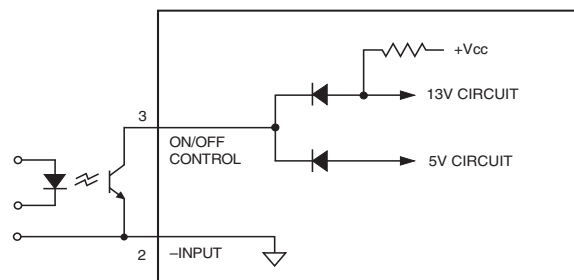 +Vcc
13V CIRCUIT
3
ON/OFF
CONTROL
5V CIRCUIT
2
–INPUT